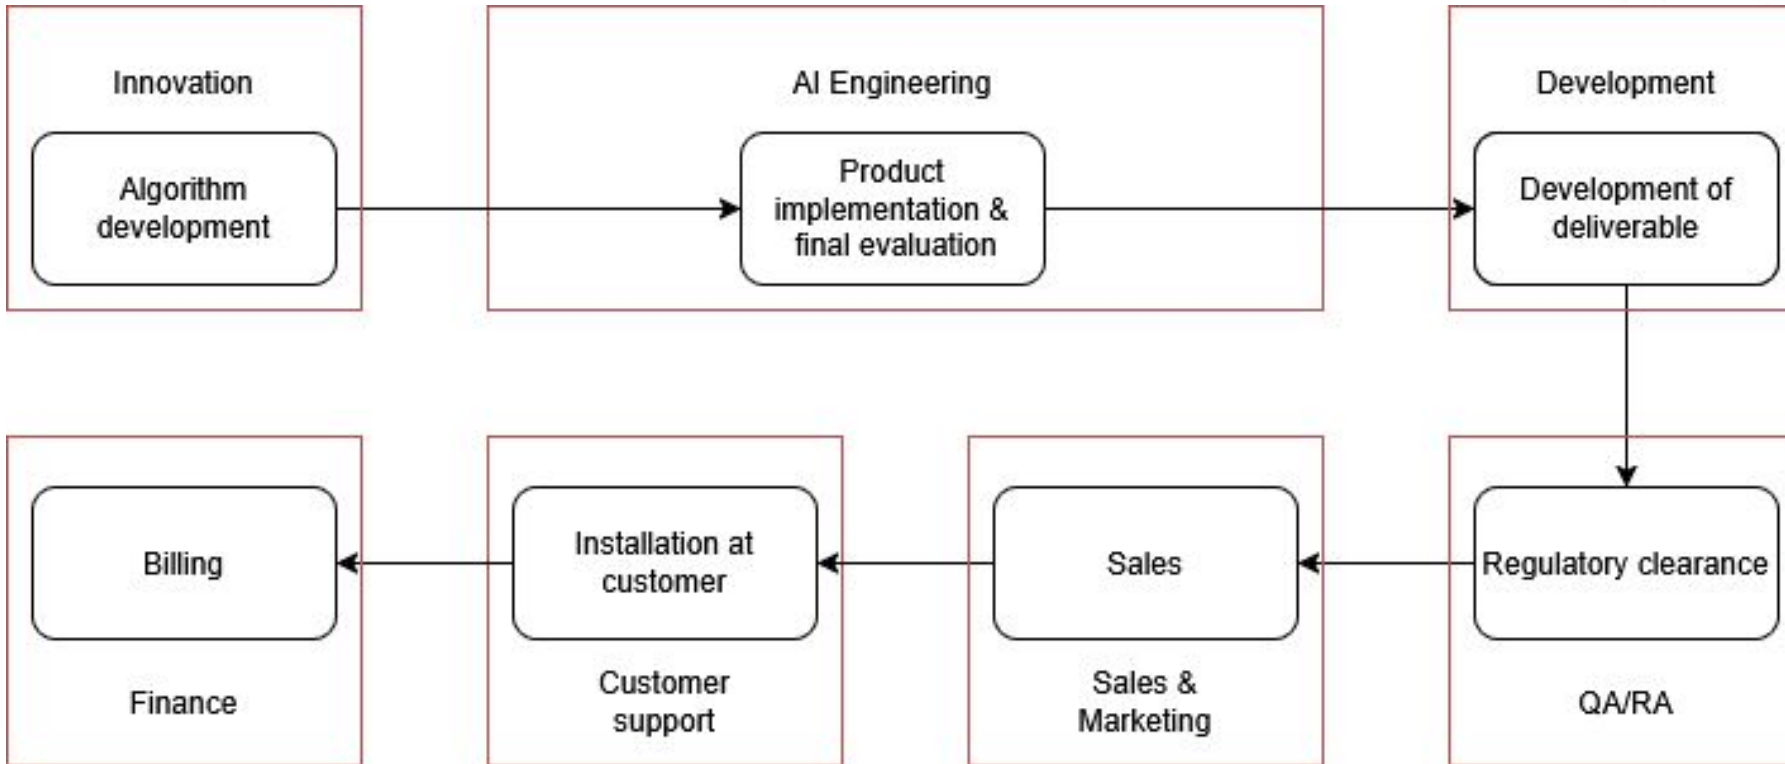 Innovation
AI Engineering
Development
Algorithm
development
Product
implementation &
final evaluation
Development of
deliverable
Billing
Installation at
customer
Sales
Regulatory clearance
Finance
Customer
support
Sales &
Marketing
QA/RA